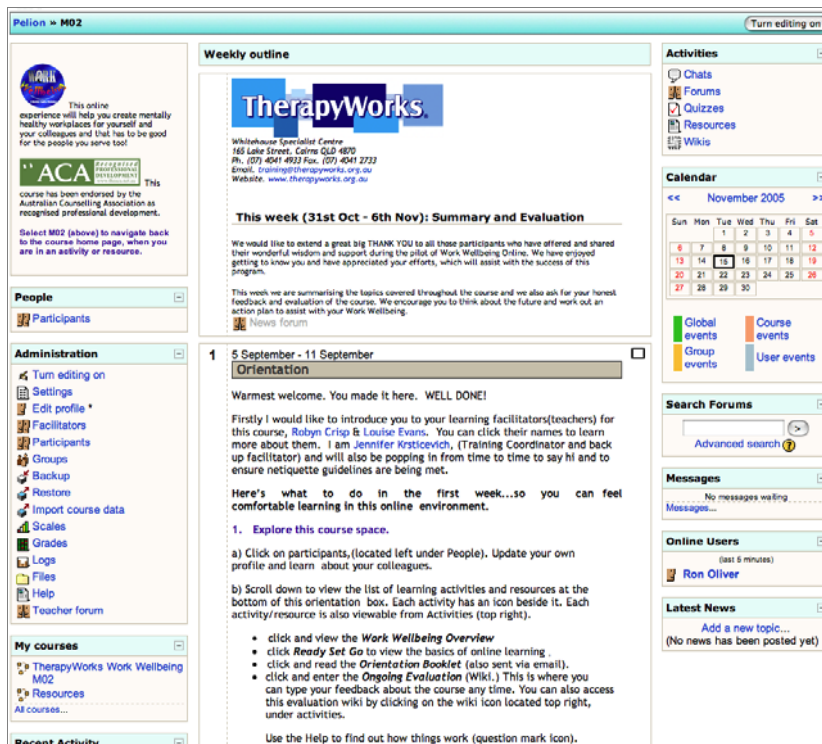 Pelion » M02
Turn editing on
WORK
This online
experience will help you create mentally
healthy workplaces for yourself and
your colleagues and that has to be good
for the people you serve too!
ACA Recognised
PROFESSIONAL
DEVELOPMENT
This
course has been endorsed by the
Australian Counselling Association as
recognised professional development.
Select M02 (above) to navigate back
to the course home page, when you
are in an activity or resource.
People
Participants
Administration
Turn editing on
Settings
Edit profile *
Facilitators
Participants
Groups
Backup
Restore
Import course data
Scales
Grades
Logs
Files
Help
Teacher forum
My courses
TherapyWorks Work Wellbeing
M02
Resources
All courses...
Recent Activity
Weekly outline
TherapyWorks.
Whitehouse Specialist Centre
165 Lake Street, Cairns QLD 4870
Ph. (07) 4041 4933 Fax. (07) 4041 2733
Email. training@therapyworks.org.au
Website. www.therapyworks.org.au
This week (31st Oct - 6th Nov): Summary and Evaluation
We would like to extend a great big THANK YOU to all those participants who have offered and shared
their wonderful wisdom and support during the pilot of Work Wellbeing Online. We have enjoyed
getting to know you and have appreciated your efforts, which will assist with the success of this
program.
This week we are summarising the topics covered throughout the course and we also ask for your honest
feedback and evaluation of the course. We encourage you to think about the future and work out an
action plan to assist with your Work Wellbeing.
News forum
1 5 September - 11 September
Orientation
Warmest welcome. You made it here. WELL DONE!
Firstly I would like to introduce you to your learning facilitators(teachers) for
this course, Robyn Crisp & Louise Evans. You can click their names to learn
more about them. I am Jennifer Krsticevich, (Training Coordinator and back
up facilitator) and will also be popping in from time to time to say hi and to
ensure netiquette guidelines are being met.
Here's what to do in the first week...so you can feel
comfortable learning in this online environment.
1. Explore this course space.
a) Click on participants,(located left under People). Update your own
profile and learn about your colleagues.
b) Scroll down to view the list of learning activities and resources at the
bottom of this orientation box. Each activity has an icon beside it. Each
activity/resource is also viewable from Activities (top right).
• click and view the Work Wellbeing Overview
• click Ready Set Go to view the basics of online learning .
• click and read the Orientation Booklet (also sent via email).
• click and enter the Ongoing Evaluation (Wiki.) This is where you
can type your feedback about the course any time. You can also access
this evaluation wiki by clicking on the wiki icon located top right,
under activities.
Use the Help to find out how things work (question mark icon).
Activities
Chats
Forums
Quizzes
Resources
Wikis
Calendar
<< November 2005 >>
Sun Mon Tue Wed Thu Fri Sat
1 2 3 4 5
6 7 8 9 10 11 12
13 14 15 16 17 18 19
20 21 22 23 24 25 26
27 28 29 30
Global
events
Course
events
Group
events
User events
Search Forums
>
Advanced search ?
Messages
No messages waiting
Messages...
Online Users
(last 5 minutes)
Ron Oliver
Latest News
Add a new topic...
(No news has been posted yet)